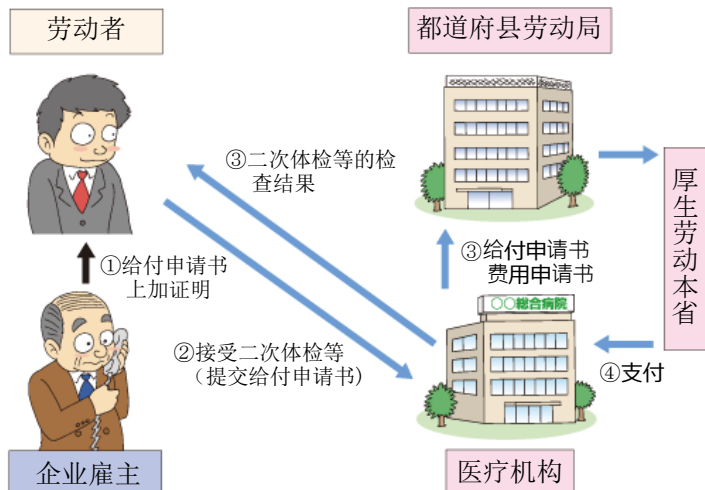 劳动者
都道府县劳动局
③二次体检等的检
查结果
厚生劳动本省
①给付申请书
上加证明
③给付申请书
费用申请书
○○総合病院
②接受二次体检等
（提交给付申请书）
④支付
企业雇主
医疗机构